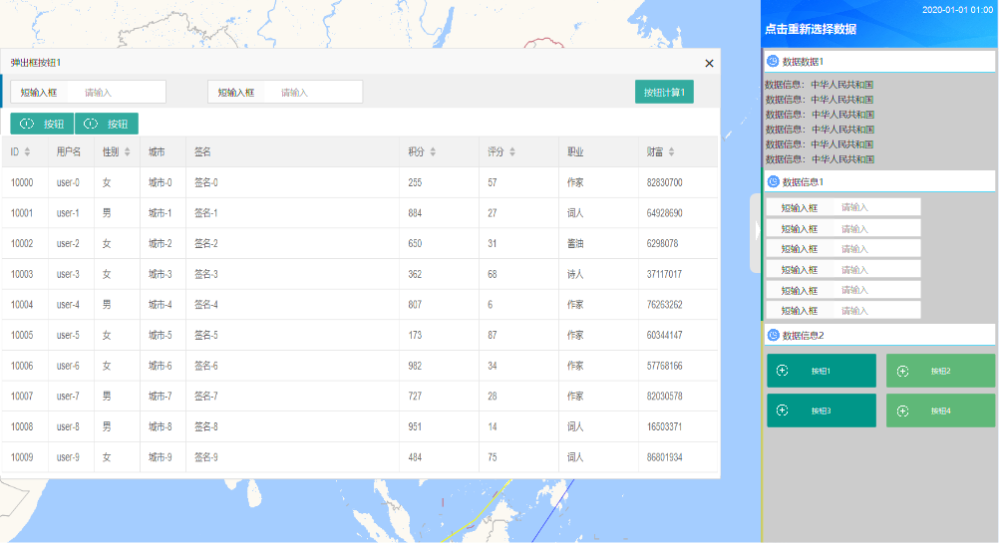 2020-01-01 01:00
点击重新选择数据
弹出框按钮1
短输入框 请输入 短输入框 请输入 按钮计算1
按钮 按钮
ID 用户名 性别 城市 签名 积分 评分 职业 财富
10000 user-0 女 城市-0 签名-0 255 57 作家 82830700
10001 user-1 男 城市-1 签名-1 884 27 词人 64928690
10002 user-2 女 城市-2 签名-2 650 31 酱油 6298078
10003 user-3 女 城市-3 签名-3 362 68 诗人 37117017
10004 user-4 男 城市-4 签名-4 807 6 作家 76263262
10005 user-5 女 城市-5 签名-5 173 87 作家 60344147
10006 user-6 女 城市-6 签名-6 982 34 作家 57768166
10007 user-7 男 城市-7 签名-7 727 28 作家 82030578
10008 user-8 男 城市-8 签名-8 951 14 词人 16503371
10009 user-9 女 城市-9 签名-9 484 75 词人 86801934
数据数据1
数据信息: 中华人民共和国
数据信息: 中华人民共和国
数据信息: 中华人民共和国
数据信息: 中华人民共和国
数据信息: 中华人民共和国
数据信息: 中华人民共和国
数据信息1
短输入框 请输入
短输入框 请输入
短输入框 请输入
短输入框 请输入
短输入框 请输入
短输入框 请输入
数据信息2
按钮1 按钮2
按钮3 按钮4